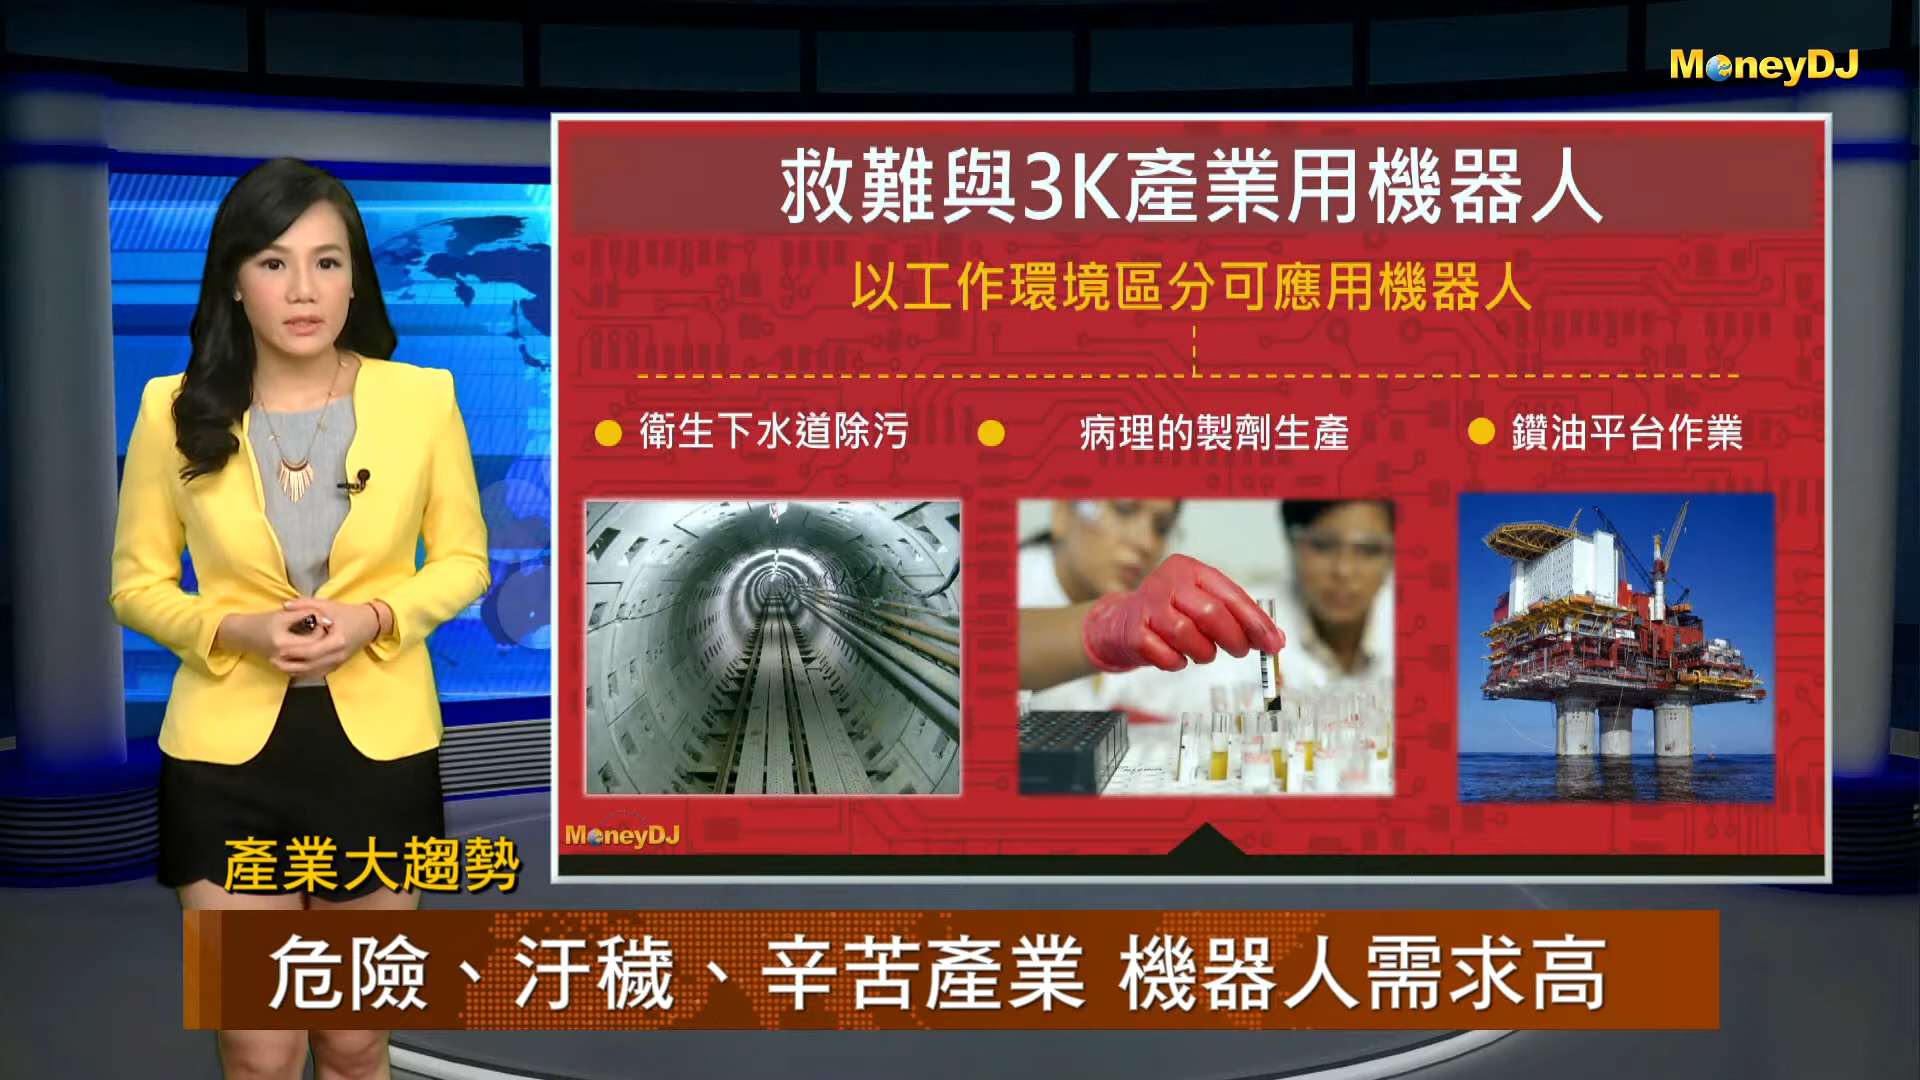 MoneyDJ
救難與3K產業用機器人
以工作環境區分可應用機器人
衛生下水道除污
病理的製劑生產
鑽油平台作業
MoneyDJ
產業大趨勢
危險、汙穢、辛苦產業 機器人需求高